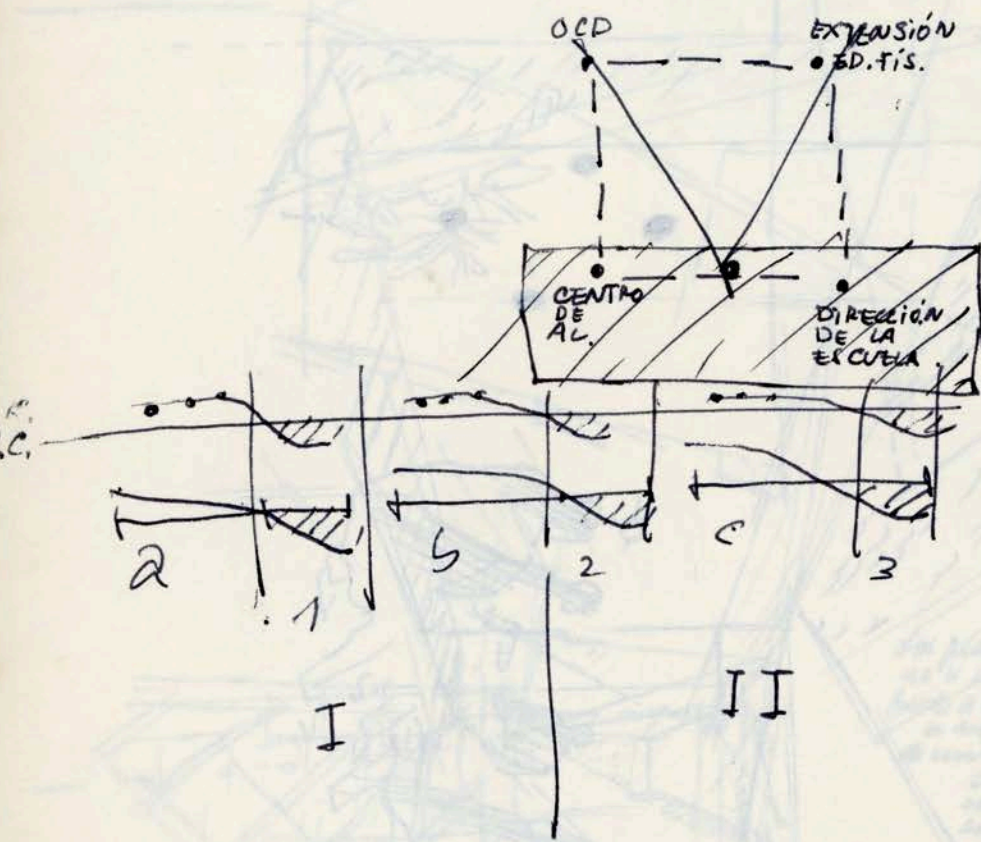 OCD
EXTENSIÓN
ED. FÍS.
CENTRO
DE
AL.
DIRECCIÓN
DE LA
ESCUELA
C.
a
1
b
2
c
3
I
II